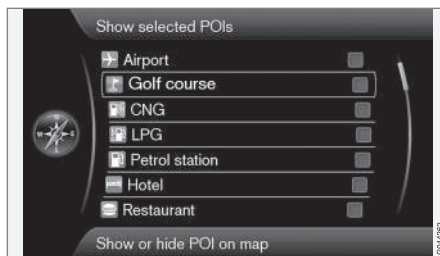 Show selected POIs
Airport
Golf course
CNG
LPG
Petrol station
Hotel
Restaurant
Show or hide POI on map